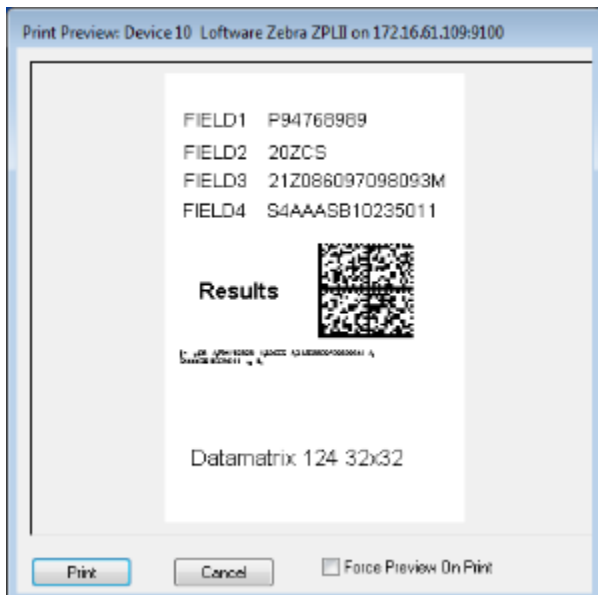 Print Preview: Device 10 Loftware Zebra ZPLII on 172.16.61.109:9100
FIELD1 P94768989
FIELD2 20ZCS
FIELD3 21Z086097098093M
FIELD4 S4AAASB10235011
Results
Datamatrix 124 32x32
Print Cancel Force Preview On Print